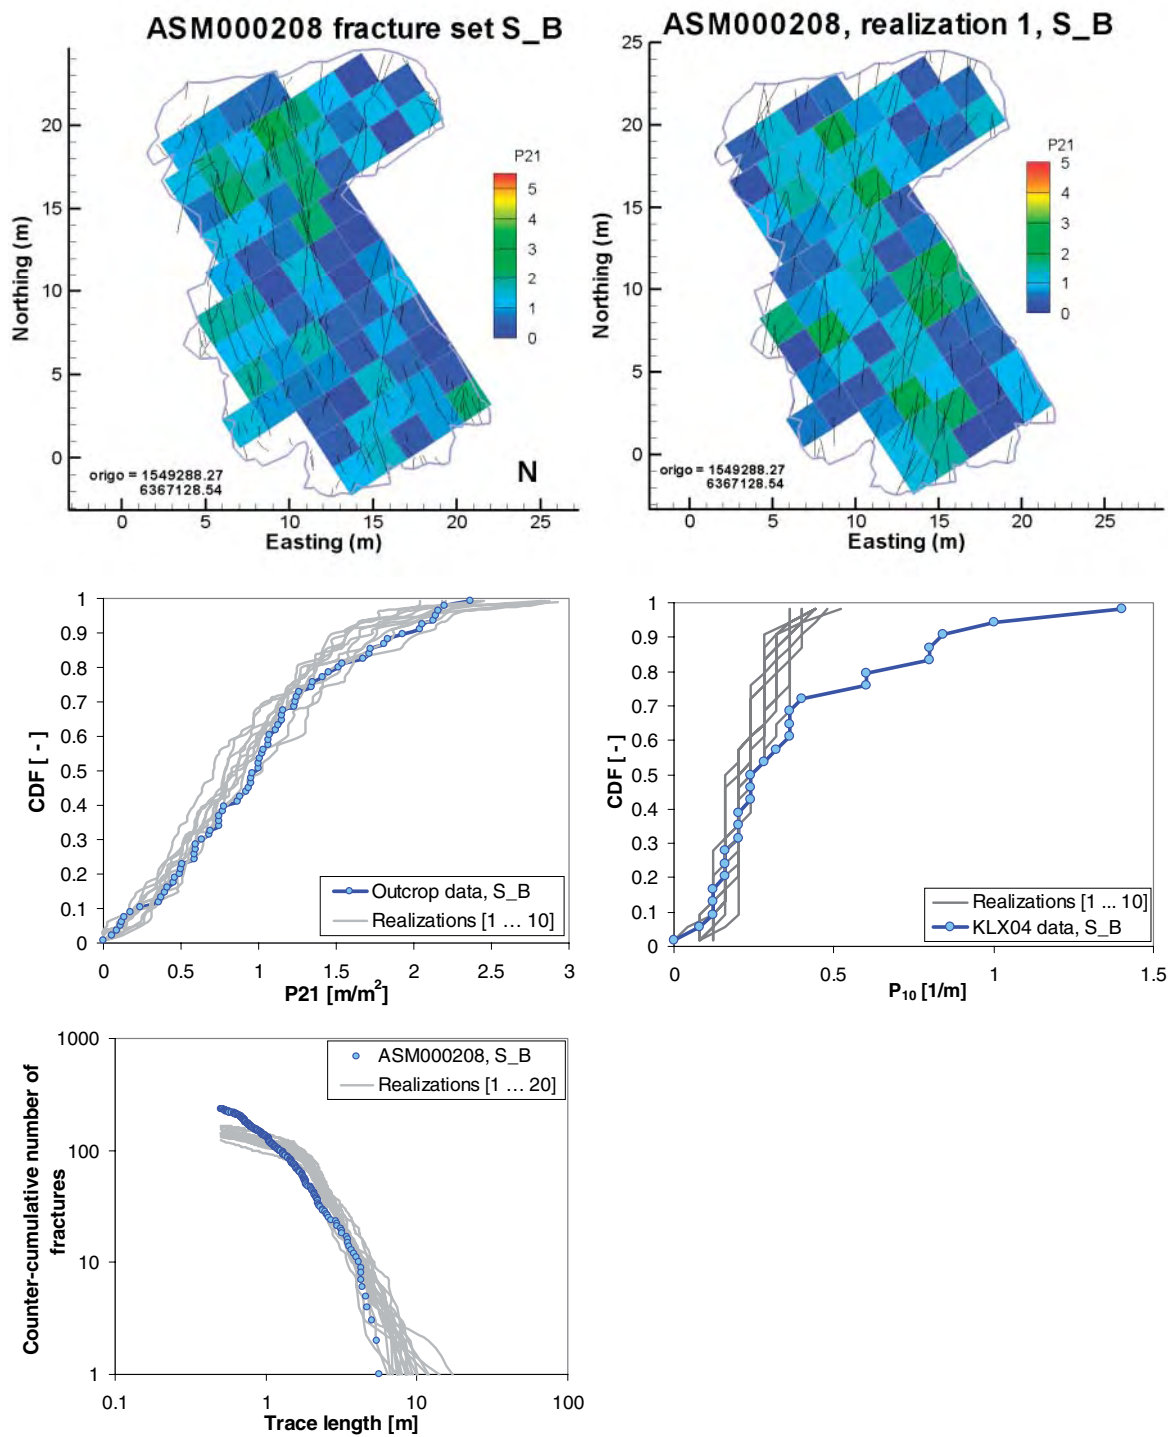 ASM000208 fracture set S_B
P21
5
4
3
2
1
0
20
15
10
5
0
Northing (m)
origo = 1549288.27
6367128.54
N
0 5 10 15 20 25
Easting (m)
ASM000208, realization 1, S_B
P21
5
4
3
2
1
0
25
20
15
10
5
0
Northing (m)
origo = 1549288.27
6367128.54
0 5 10 15 20 25
Easting (m)
1
0.9
0.8
0.7
0.6
0.5
0.4
0.3
0.2
0.1
0
CDF [ - ]
Outcrop data, S_B
Realizations [1 … 10]
0 0.5 1 1.5 2 2.5 3
P21 [m/m²]
1
0.9
0.8
0.7
0.6
0.5
0.4
0.3
0.2
0.1
0
CDF [ - ]
Realizations [1 ... 10]
KLX04 data, S_B
0 0.5 1 1.5
P₁₀ [1/m]
1000
100
10
1
Counter-cumulative number of
fractures
ASM000208, S_B
Realizations [1 … 20]
0.1 1 10 100
Trace length [m]